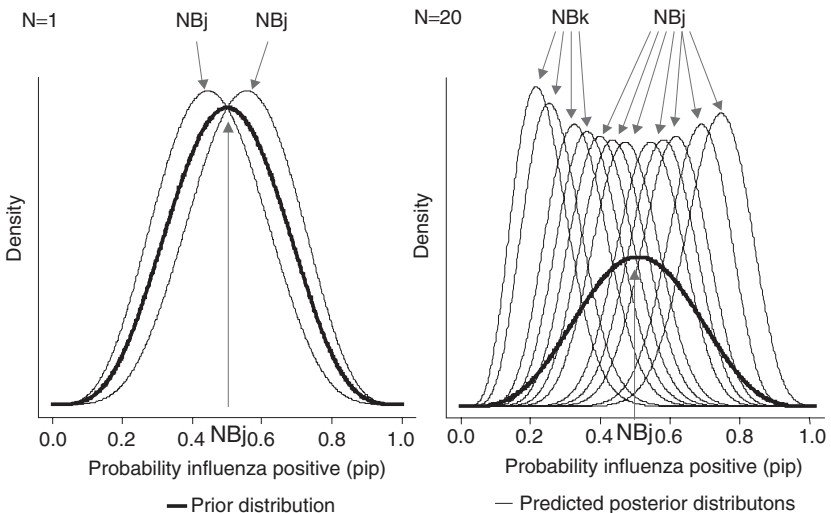 N=1
NBj
NBj
Density
NBj
0.0
0.2
0.4
0.6
0.8
1.0
Probability influenza positive (pip)
Prior distribution
N=20
NBk
NBj
Density
NBj
0.0
0.2
0.4
0.6
0.8
1.0
Probability influenza positive (pip)
Predicted posterior distributons